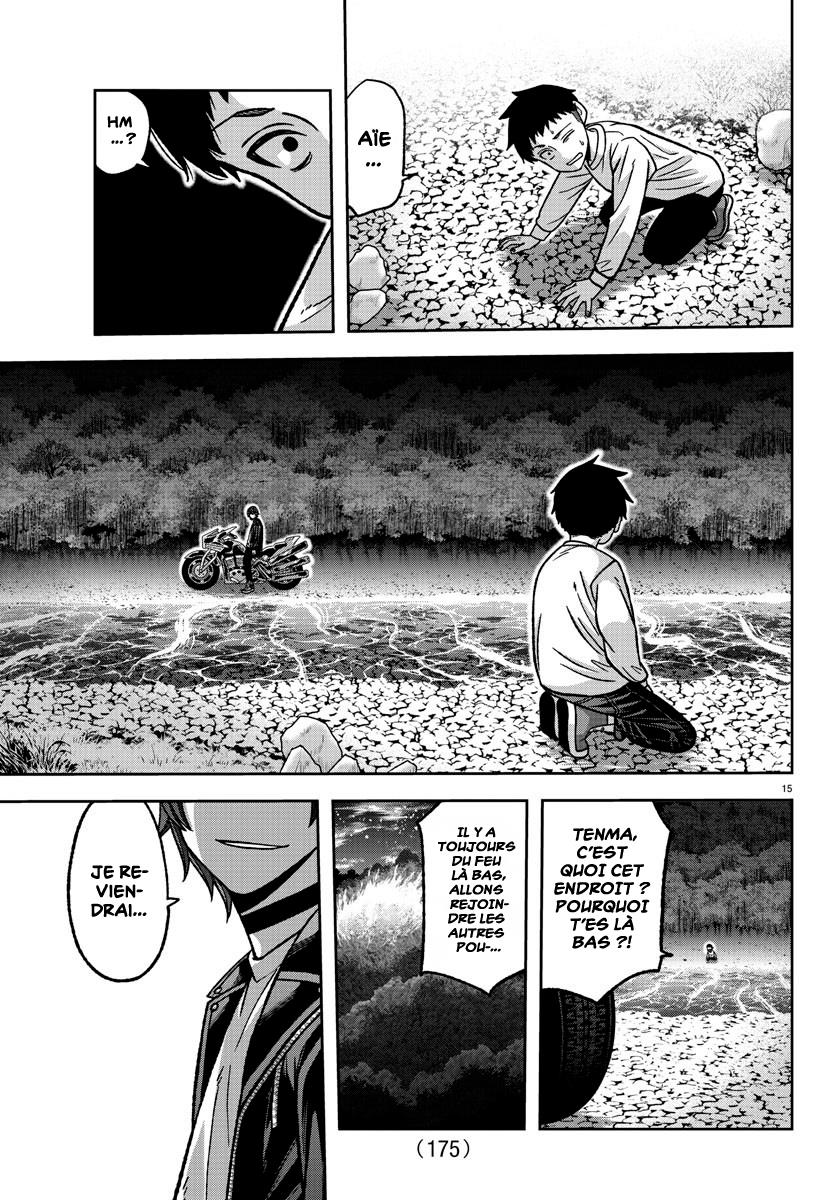 AÏE
...
HM
...?
15
TENMA,
C'EST
QUOI CET
ENDROIT ?
POURQUOI
T'ES LÀ
BAS ?!
IL Y A
TOUJOURS
DU FEU
LÀ BAS,
ALLONS
REJOIN-
DRE LES
AUTRES
POU-...
JE RE-
VIEN-
DRAI...
(175)